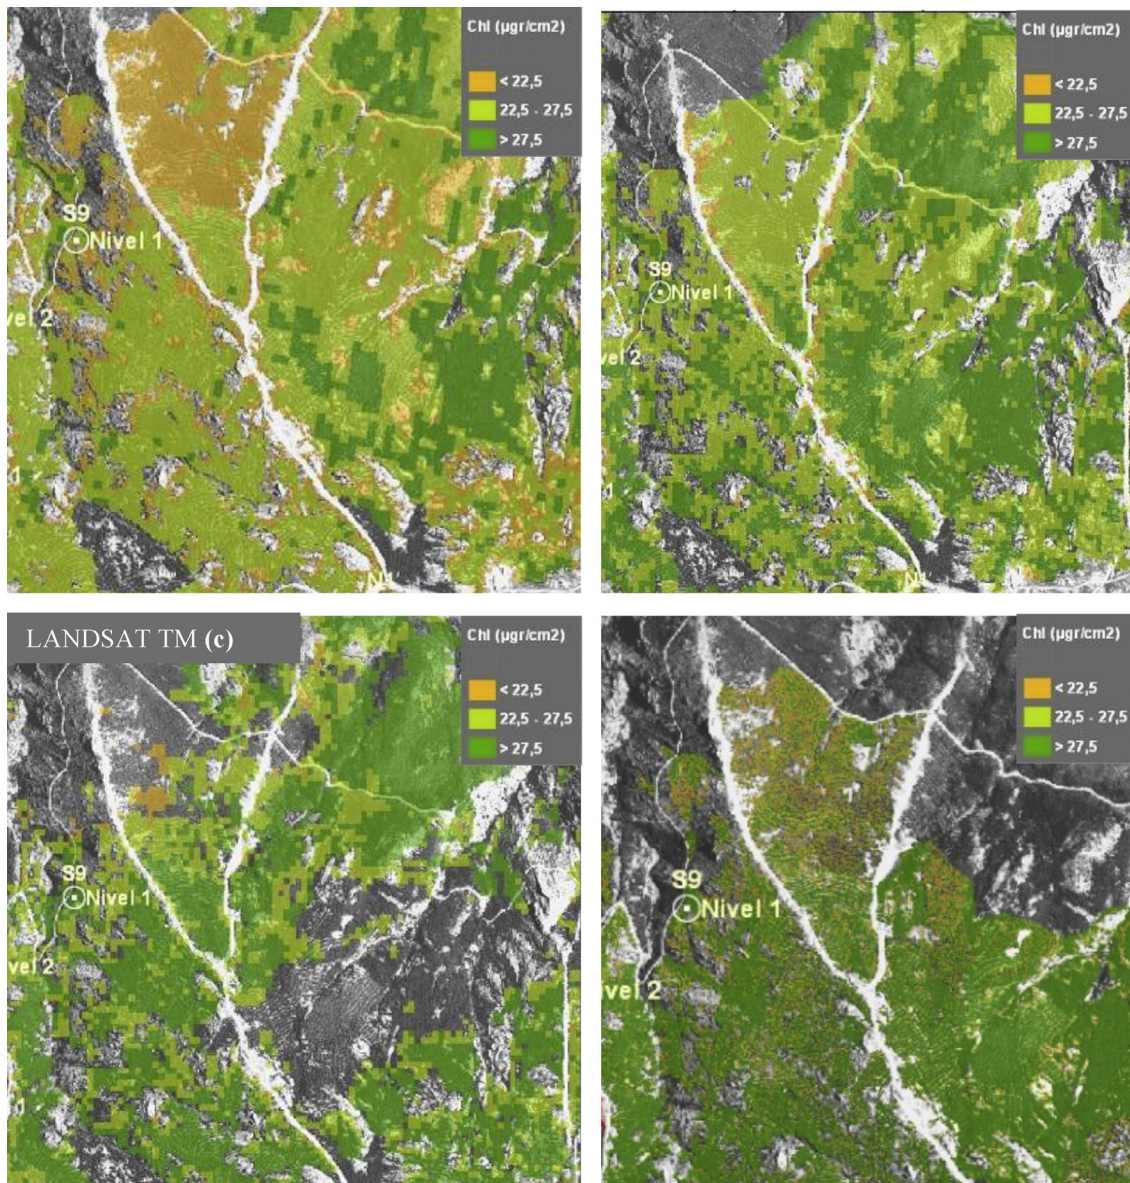 Chl (µgr/cm2)
< 22,5
22,5 - 27,5
> 27,5
S9
Nivel 1
vel 2
N1
Chl (µgr/cm2)
< 22,5
22,5 - 27,5
> 27,5
S9
Nivel 1
vel 2
N1
LANDSAT TM (c)
Chl (µgr/cm2)
< 22,5
22,5 - 27,5
> 27,5
S9
Nivel 1
vel 2
Chl (µgr/cm2)
< 22,5
22,5 - 27,5
> 27,5
S9
Nivel 1
ivel 2